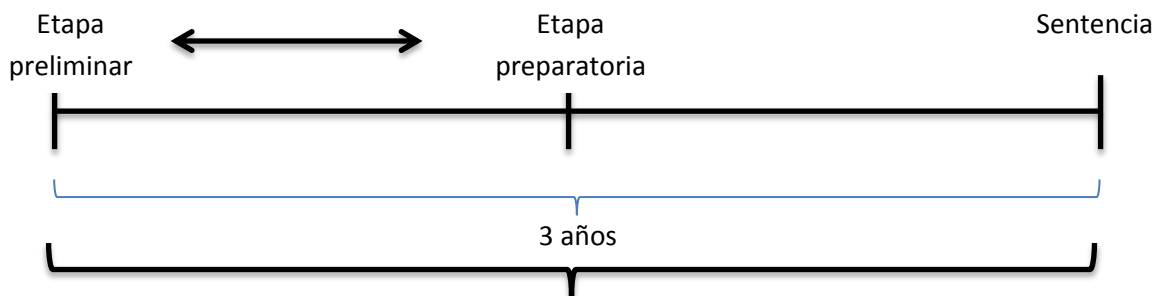 Etapa
preliminar
Etapa
preparatoria
Sentencia
3 años